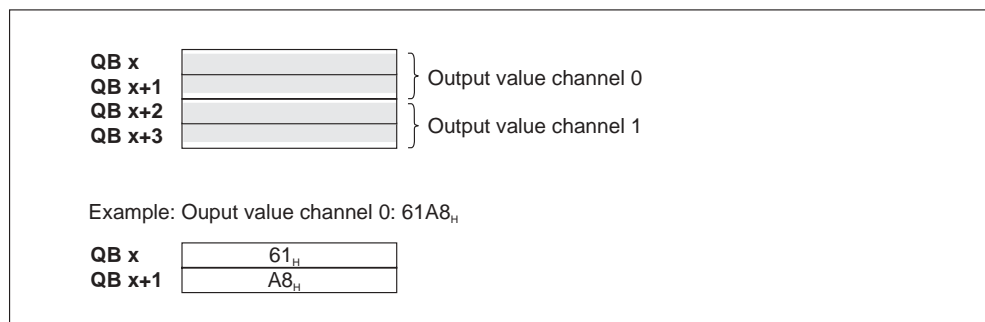 QB x
QB x+1
Output value channel 0
QB x+2
QB x+3
Output value channel 1
Example: Ouput value channel 0: 61A8H
QB x 61H
QB x+1 A8H